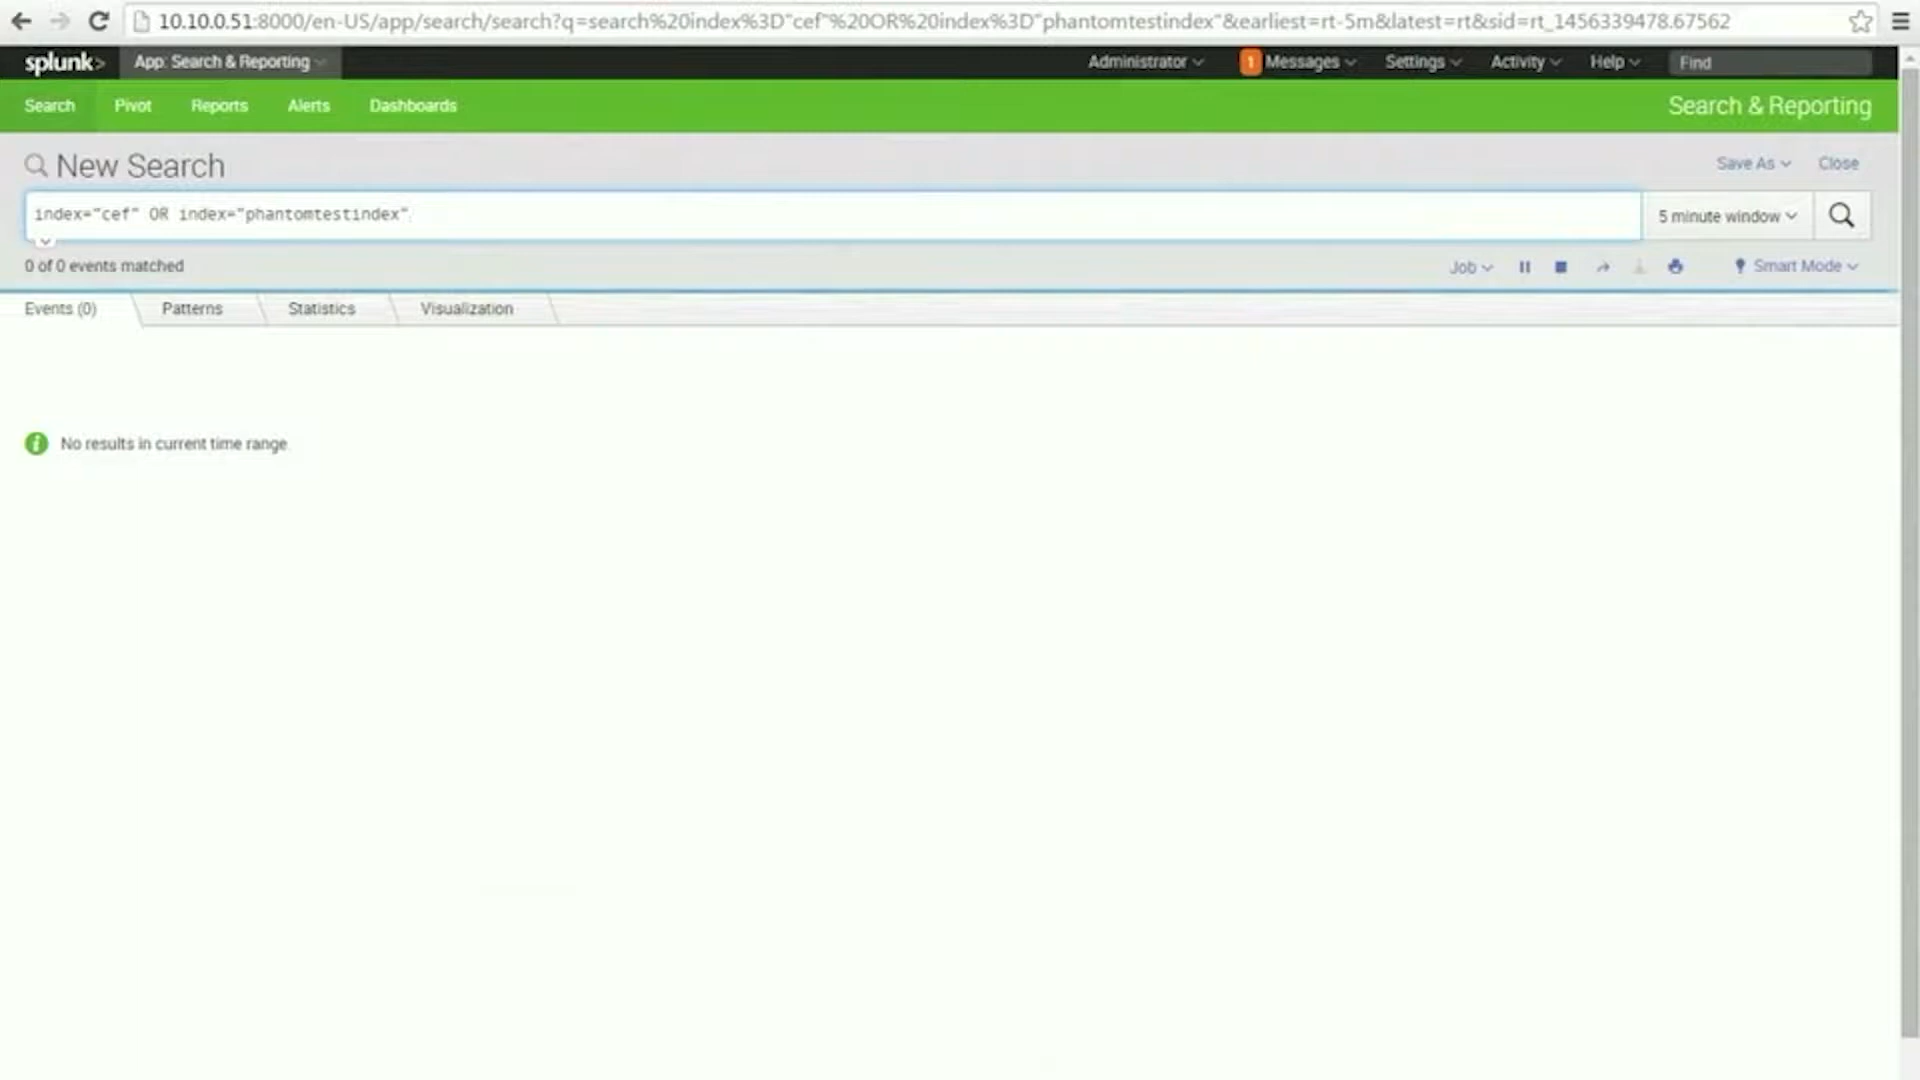 10.10.0.51:8000/en-US/app/search/search?q=search%20index%3D"cef"%20OR%20index%3D"phantomtestindex"&earliest=rt-5m&latest=rt&sid=rt_1456339478.67562
splunk> App: Search & Reporting Administrator 1 Messages Settings Activity Help Find
Search Pivot Reports Alerts Dashboards Search & Reporting
New Search Save As Close
index="cef" OR index="phantomtestindex" 5 minute window
0 of 0 events matched Job Smart Mode
Events (0) Patterns Statistics Visualization
i No results in current time range.